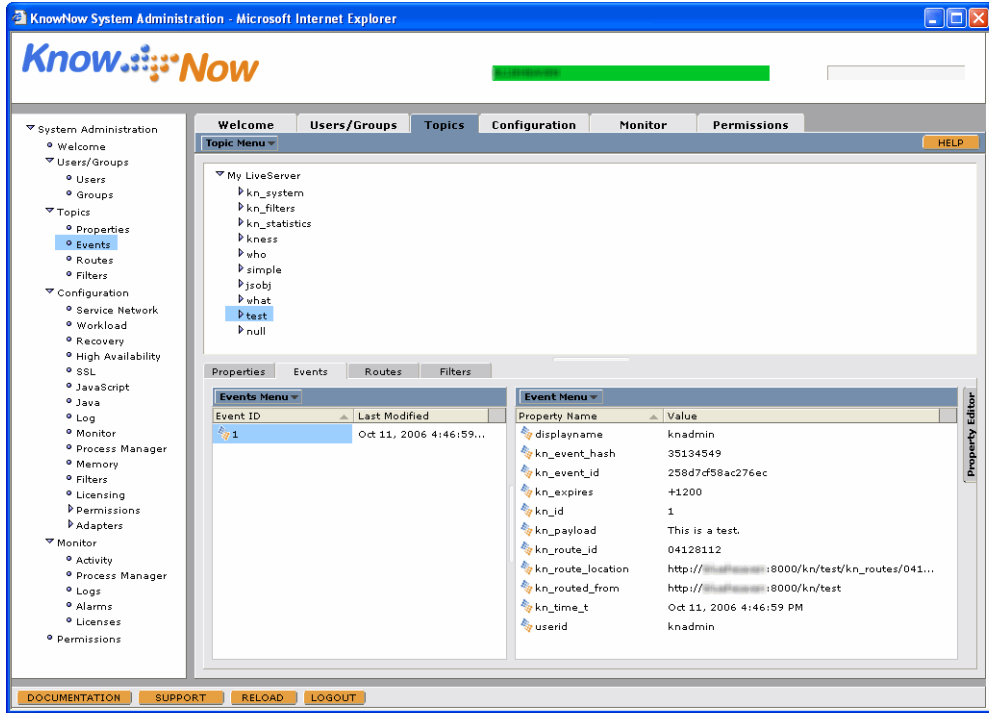 KnowNow System Administration - Microsoft Internet Explorer
Know Now
System Administration
Welcome
Users/Groups
Users
Groups
Topics
Properties
Events
Routes
Filters
Configuration
Service Network
Workload
Recovery
High Availability
SSL
JavaScript
Java
Log
Monitor
Process Manager
Memory
Filters
Licensing
Permissions
Adapters
Monitor
Activity
Process Manager
Logs
Alarms
Licenses
Permissions
Welcome Users/Groups Topics Configuration Monitor Permissions
Topic Menu HELP
My LiveServer
kn_system
kn_filters
kn_statistics
kness
who
simple
jsobj
what
test
null
Properties Events Routes Filters
Events Menu
Event ID Last Modified
1 Oct 11, 2006 4:46:59...
Event Menu
Property Name Value
displayname knadmin
kn_event_hash 35134549
kn_event_id 258d7cf58ac276ec
kn_expires +1200
kn_id 1
kn_payload This is a test.
kn_route_id 04128112
kn_route_location http:// :8000/kn/test/kn_routes/041...
kn_routed_from http:// :8000/kn/test
kn_time_t Oct 11, 2006 4:46:59 PM
userid knadmin
Property Editor
DOCUMENTATION SUPPORT RELOAD LOGOUT